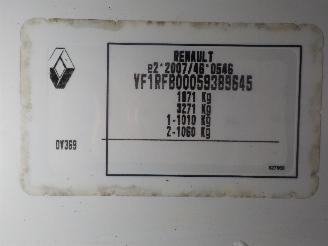 RENAULT
e2*2007/46*0546
VF1RFB00059389645
1871 Kg
3271 Kg
1-1010 Kg
2-1060 Kg
DV369